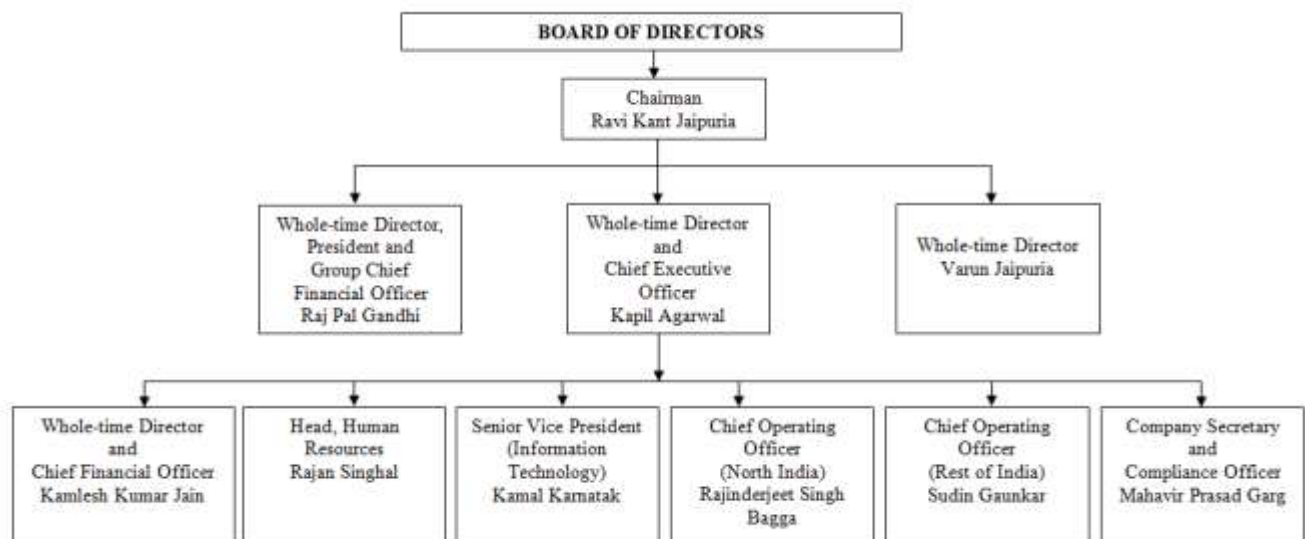 BOARD OF DIRECTORS
Chairman
Ravi Kant Jaipuria
Whole-time Director,
President and
Group Chief
Financial Officer
Raj Pal Gandhi
Whole-time Director
and
Chief Executive
Officer
Kapil Agarwal
Whole-time Director
Varun Jaipuria
Whole-time Director
and
Chief Financial Officer
Kamlesh Kumar Jain
Head, Human
Resources
Rajan Singhal
Senior Vice President
(Information
Technology)
Kamal Karnatak
Chief Operating
Officer
(North India)
Rajinderjeet Singh
Bagga
Chief Operating
Officer
(Rest of India)
Sudin Gaunkar
Company Secretary
and
Compliance Officer
Mahavir Prasad Garg